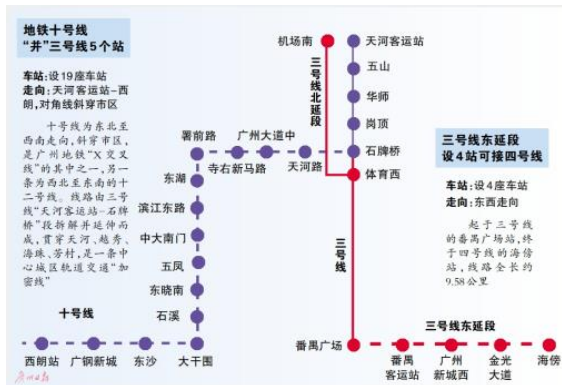 地铁十号线
“并”三号线5个站
车站:设19座车站
走向:天河客运站-西
朗,对角线斜穿市区
十号线为东北至
西南走向,斜穿市区,
是广州地铁“X交叉
线”的其中之一,另一
条为西北至东南的十
二号线。线路由三号
线“天河客运站-石牌
桥”段拆解并延伸而
成,贯穿天河、越秀、
海珠、芳村,是一条中
心城区轨道交通“加
密线”
机场南
天河客运站
五山
华师
岗顶
石牌桥
体育西
三号线北延段
署前路
广州大道中
寺右新马路
天河路
东湖
滨江东路
中大南门
五凤
东晓南
石溪
大干围
东沙
广钢新城
西朗站
十号线
三号线
三号线东延段
设4站可接四号线
车站:设4座车站
走向:东西走向
起于三号线
的番禺广场站,终
于四号线的海傍
站,线路全长约
9.58公里
三号线东延段
番禺广场
番禺
客运站
广州
新城西
金光
大道
海傍
广州日报